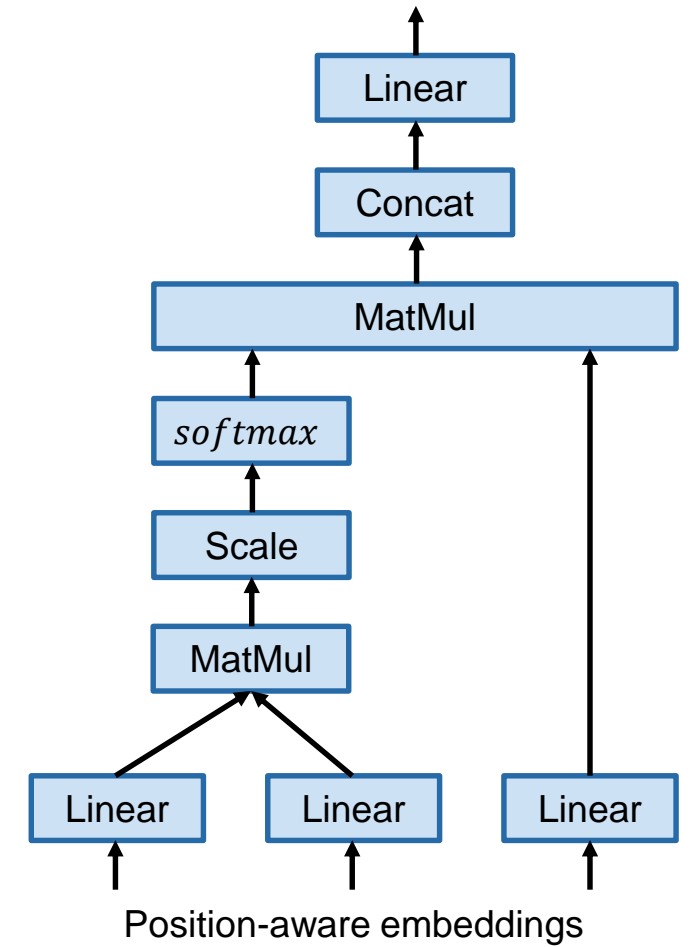 Linear
Concat
MatMul
softmax
Scale
MatMul
Linear Linear Linear
Position-aware embeddings